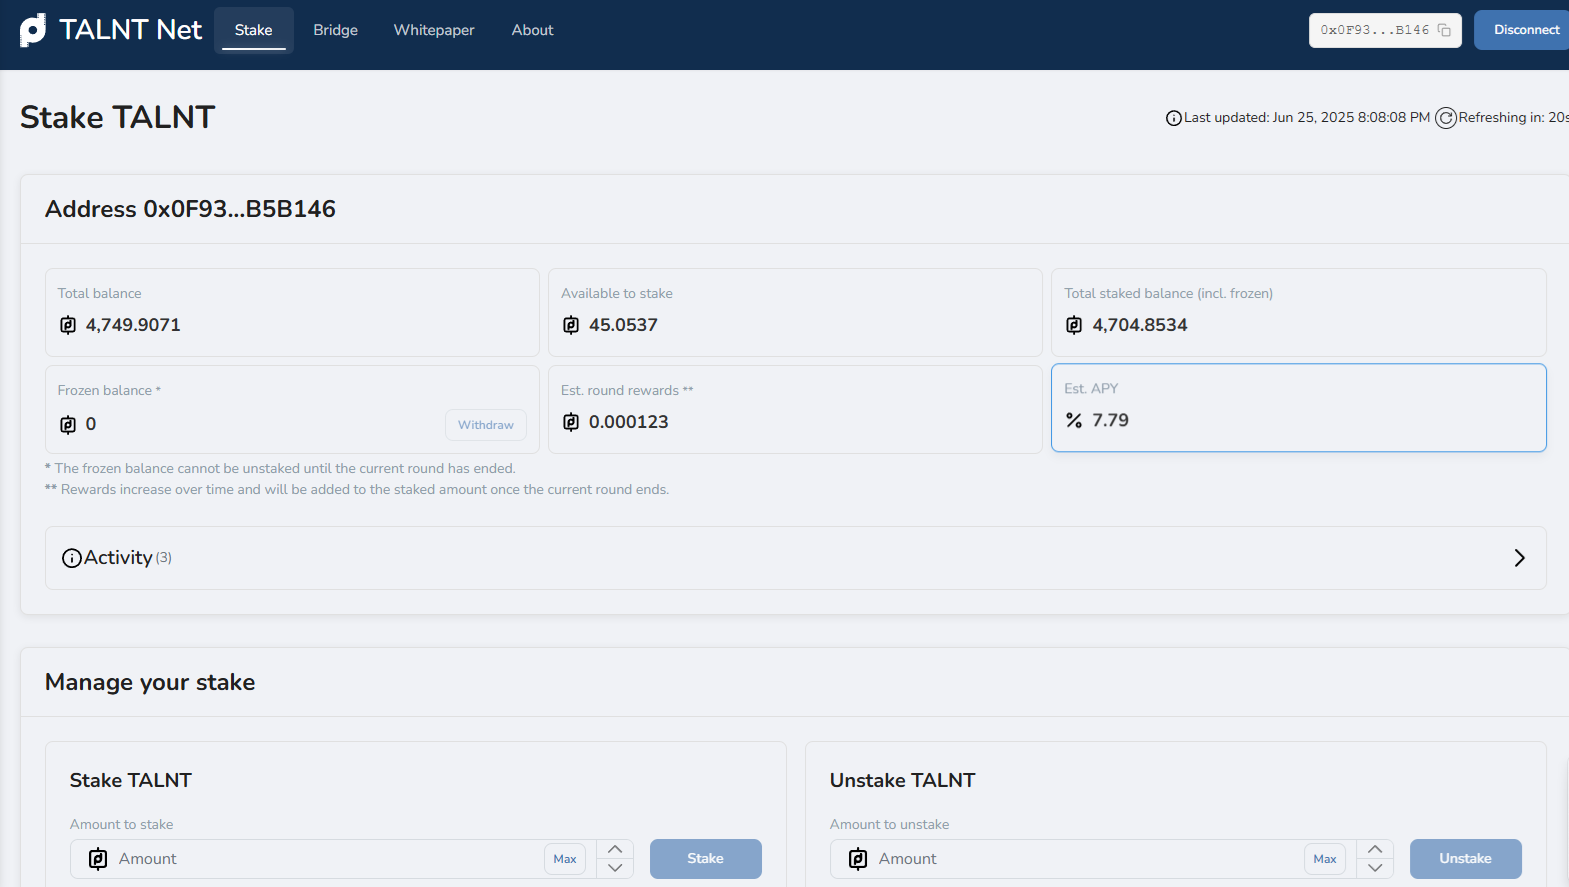 TALNT Net Stake Bridge Whitepaper About 0x0F93...B146 Disconnect
Stake TALNT
Last updated: Jun 25, 2025 8:08:08 PM Refreshing in: 20s
Address 0x0F93...B5B146
Total balance
4,749.9071
Available to stake
45.0537
Total staked balance (incl. frozen)
4,704.8534
Frozen balance *
0
Withdraw
Est. round rewards **
0.000123
Est. APY
% 7.79
* The frozen balance cannot be unstaked until the current round has ended.
** Rewards increase over time and will be added to the staked amount once the current round ends.
Activity (3)
Manage your stake
Stake TALNT
Amount to stake
Amount Max Stake
Unstake TALNT
Amount to unstake
Amount Max Unstake